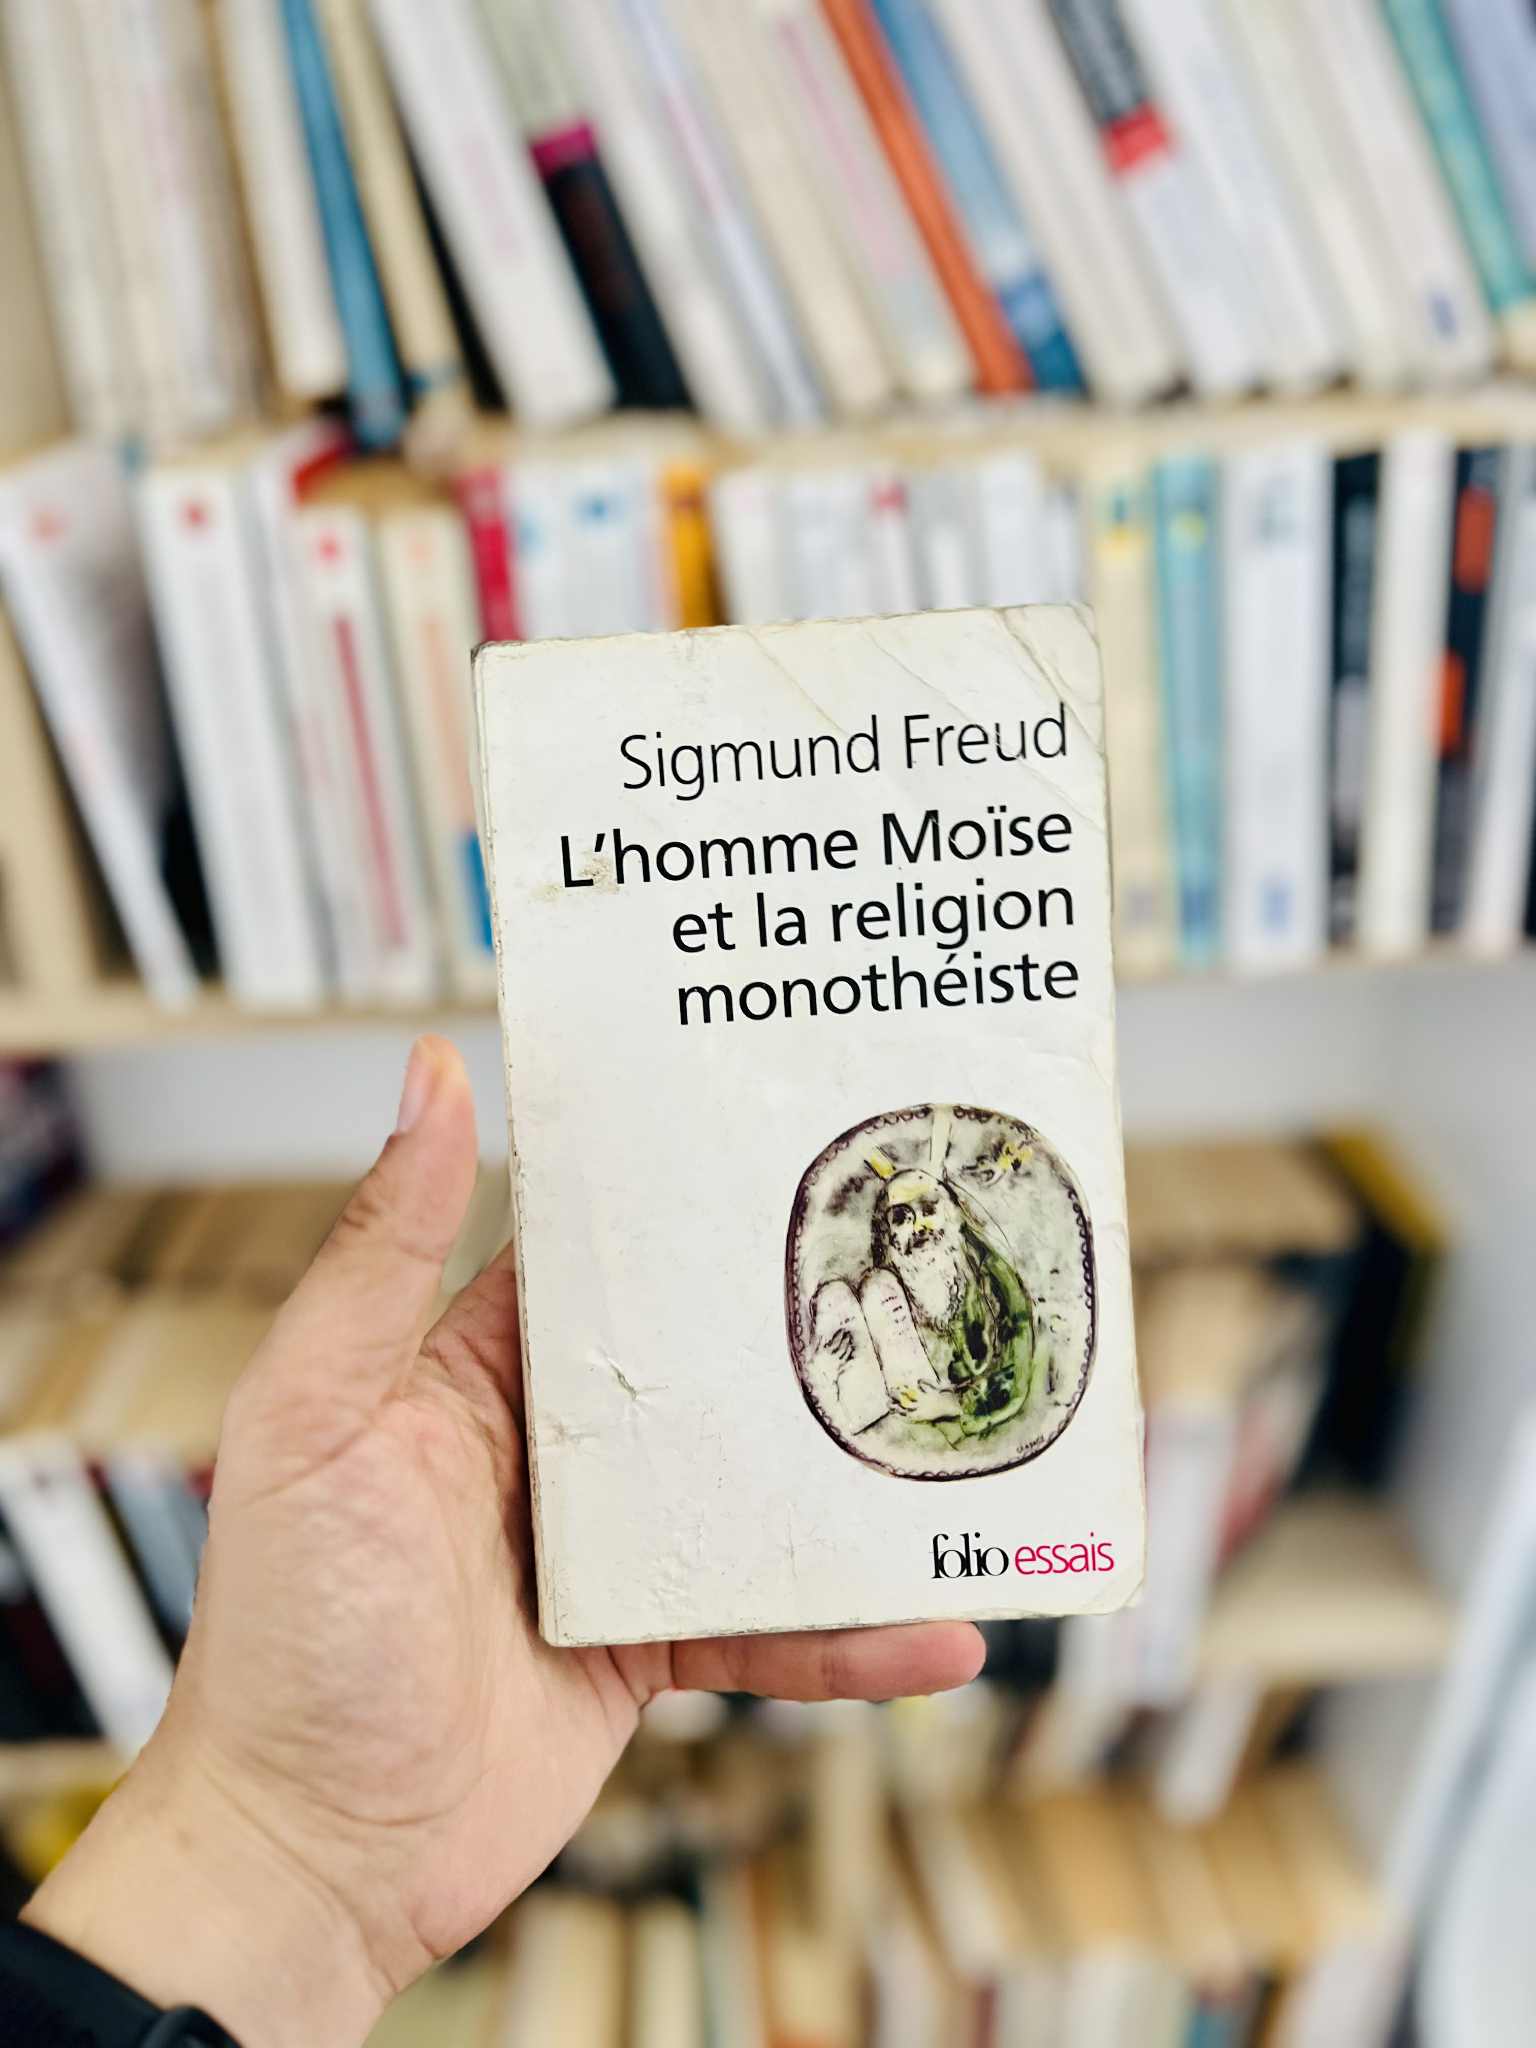 Sigmund Freud
L'homme Moïse
et la religion
monothéiste
folio essais